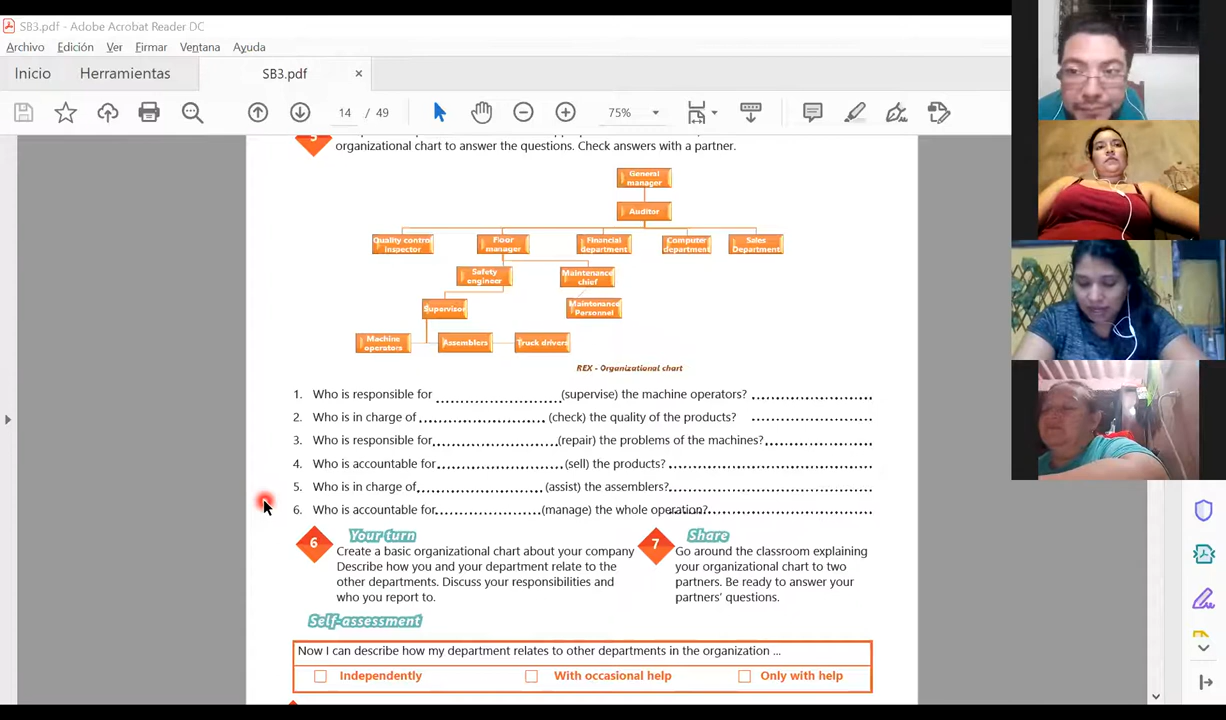 SB3.pdf - Adobe Acrobat Reader DC
Archivo Edición Ver Firmar Ventana Ayuda
Inicio Herramientas SB3.pdf ×
14 / 49 75%
organizational chart to answer the questions. Check answers with a partner.
General manager
Auditor
Quality control Inspector
Floor manager
Financial department
Computer department
Sales Department
Safety engineer
Maintenance chief
Supervisor
Maintenance Personnel
Machine operators
Assemblers
Truck drivers
REX - Organizational chart
1. Who is responsible for ........................ (supervise) the machine operators? ........................
2. Who is in charge of ........................ (check) the quality of the products? ........................
3. Who is responsible for ........................ (repair) the problems of the machines? ........................
4. Who is accountable for ........................ (sell) the products? ........................
5. Who is in charge of ........................ (assist) the assemblers? ........................
6. Who is accountable for ........................ (manage) the whole operation? ........................
6 Your turn
Create a basic organizational chart about your company
Describe how you and your department relate to the
other departments. Discuss your responsibilities and
who you report to.
7 Share
Go around the classroom explaining
your organizational chart to two
partners. Be ready to answer your
partners' questions.
Self-assessment
Now I can describe how my department relates to other departments in the organization ...
Independently With occasional help Only with help